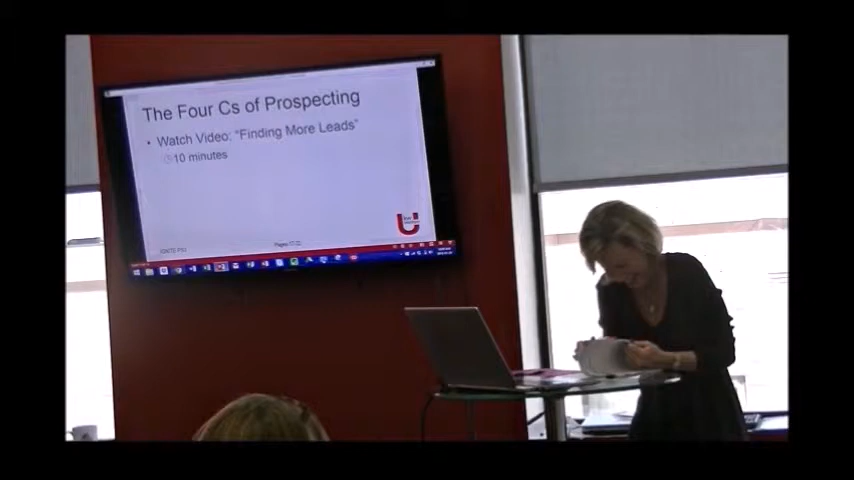 The Four Cs of Prospecting
• Watch Video: "Finding More Leads"
10 minutes